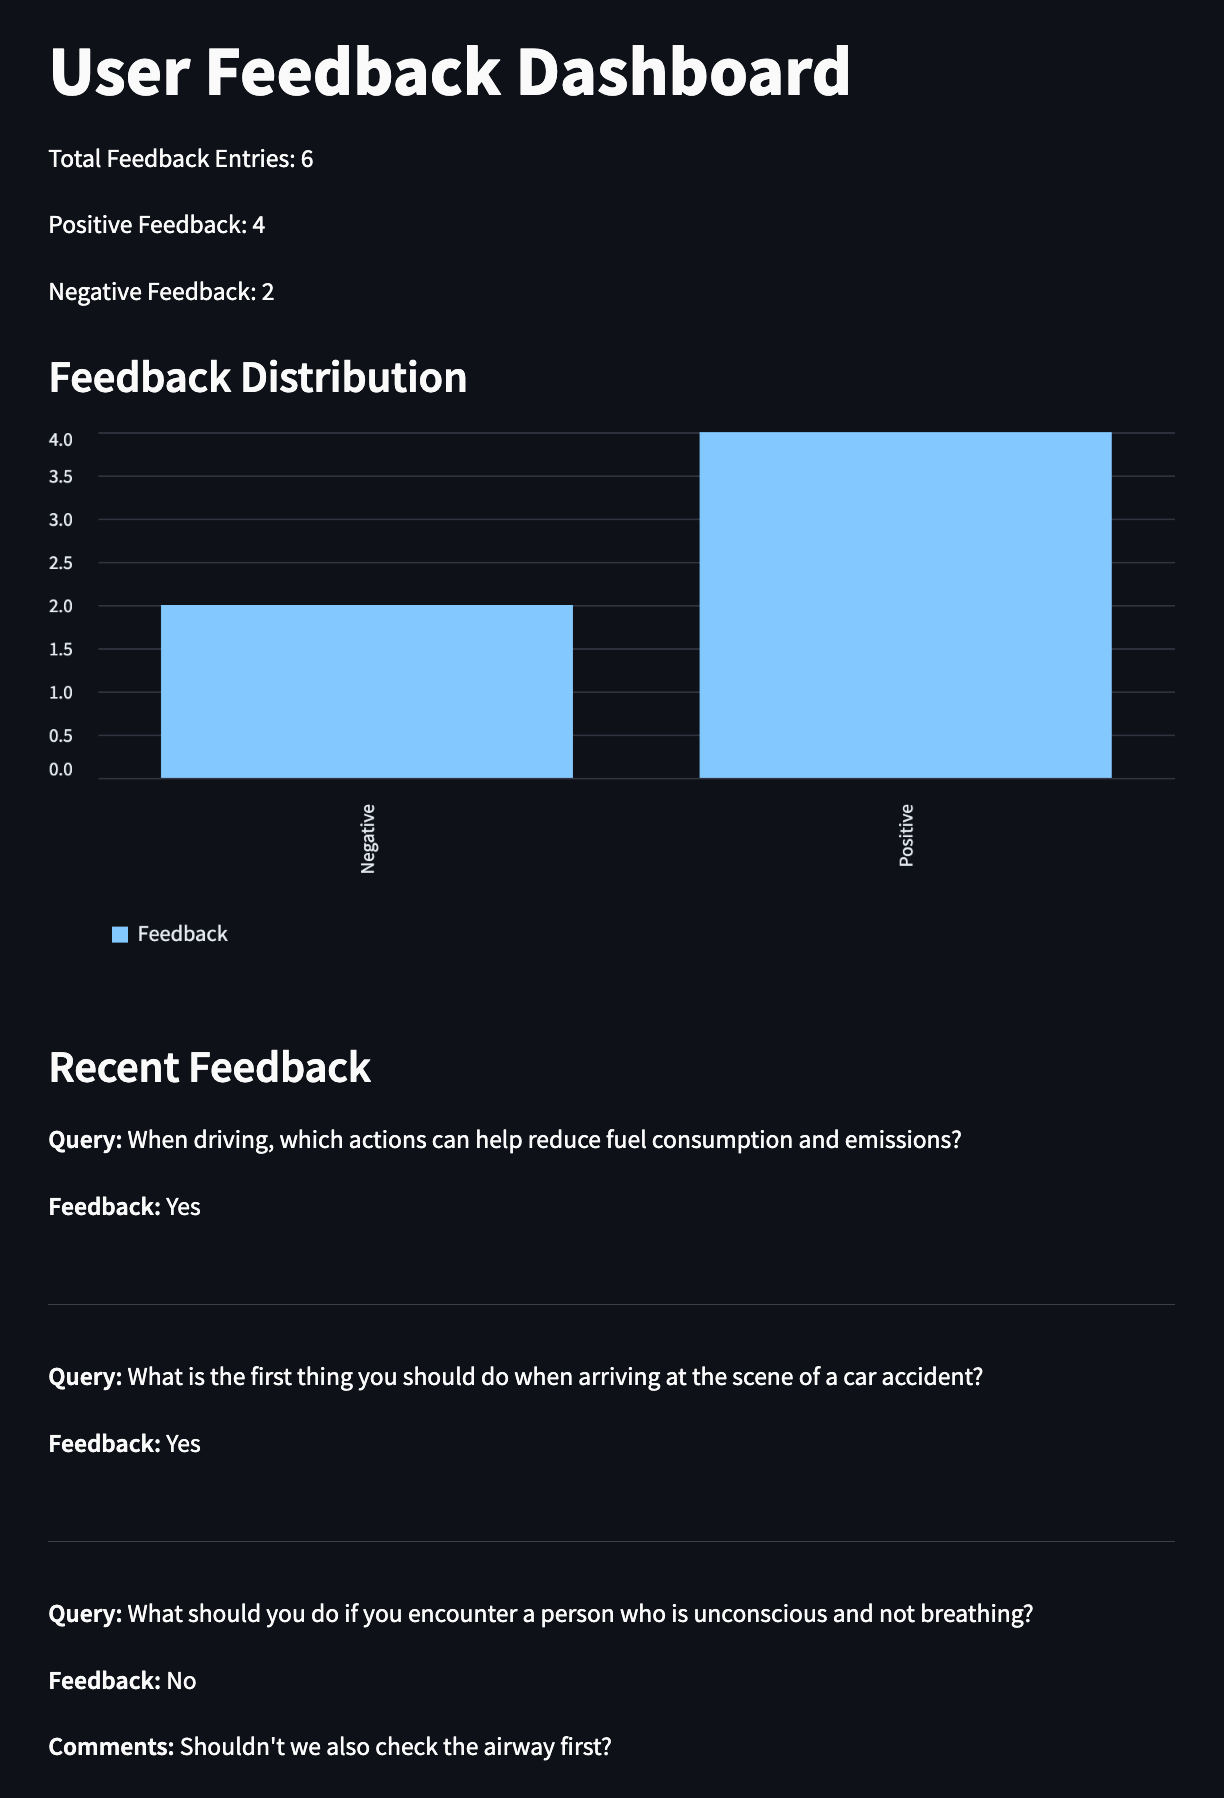 User Feedback Dashboard
Total Feedback Entries: 6
Positive Feedback: 4
Negative Feedback: 2
Feedback Distribution
4.0
3.5
3.0
2.5
2.0
1.5
1.0
0.5
0.0
Negative
Positive
Feedback
Recent Feedback
Query: When driving, which actions can help reduce fuel consumption and emissions?
Feedback: Yes
Query: What is the first thing you should do when arriving at the scene of a car accident?
Feedback: Yes
Query: What should you do if you encounter a person who is unconscious and not breathing?
Feedback: No
Comments: Shouldn't we also check the airway first?